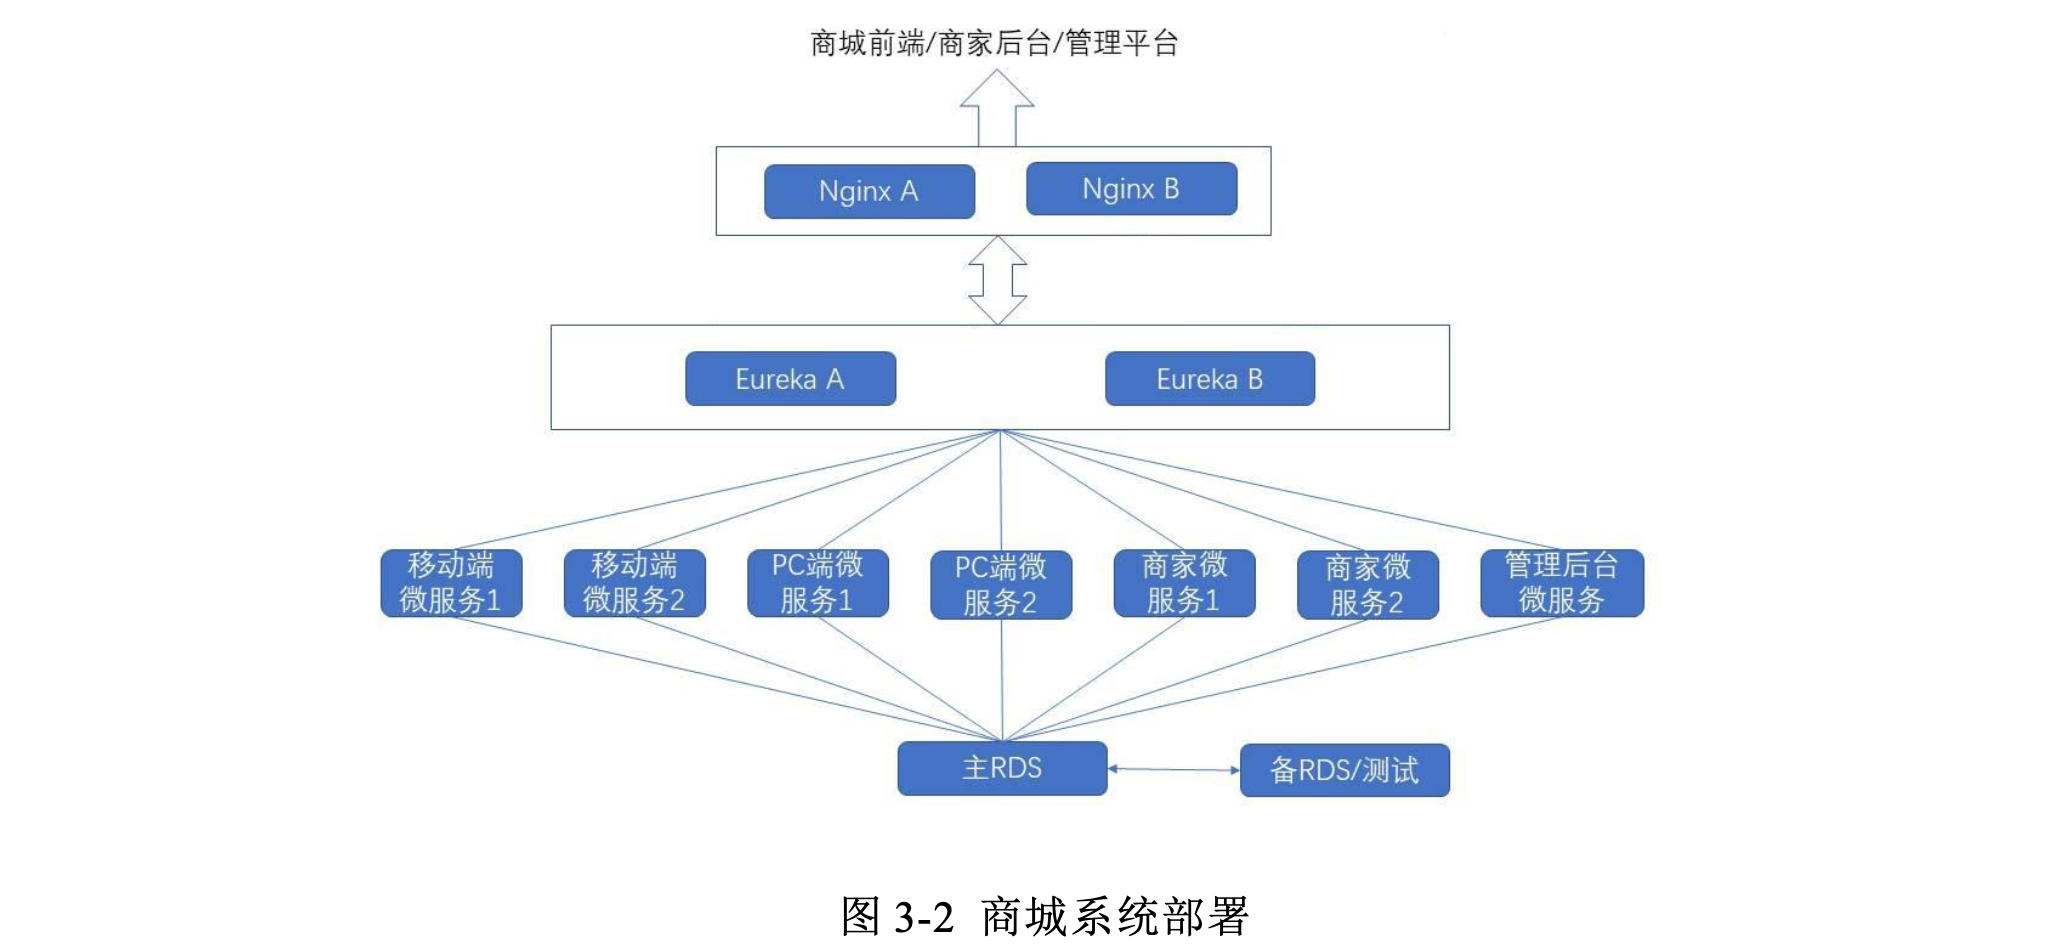 商城前端/商家后台/管理平台
Nginx A
Nginx B
Eureka A
Eureka B
移动端
微服务1
移动端
微服务2
PC端微
服务1
PC端微
服务2
商家微
服务1
商家微
服务2
管理后台
微服务
主RDS
备RDS/测试
图 3-2 商城系统部署